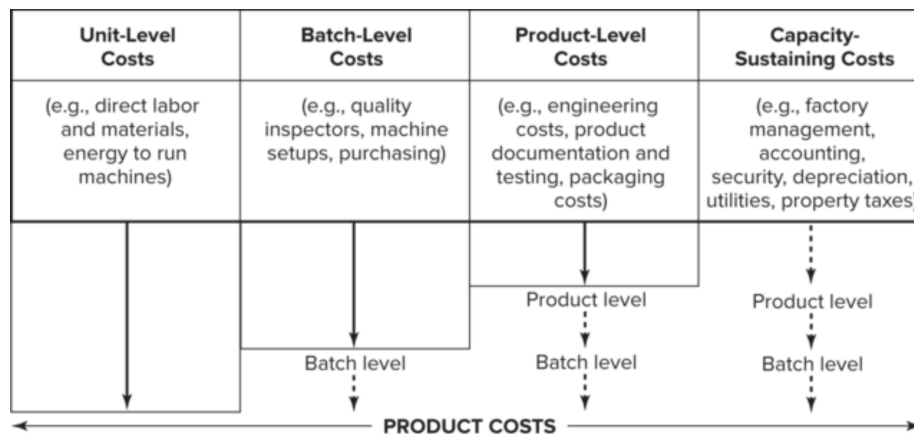 Unit-Level
Costs
Batch-Level
Costs
Product-Level
Costs
Capacity-
Sustaining Costs
(e.g., direct labor
and materials,
energy to run
machines)
(e.g., quality
inspectors, machine
setups, purchasing)
(e.g., engineering
costs, product
documentation and
testing, packaging
costs)
(e.g., factory
management,
accounting,
security, depreciation,
utilities, property taxes)
Product level
Product level
Batch level
Batch level
Batch level
PRODUCT COSTS